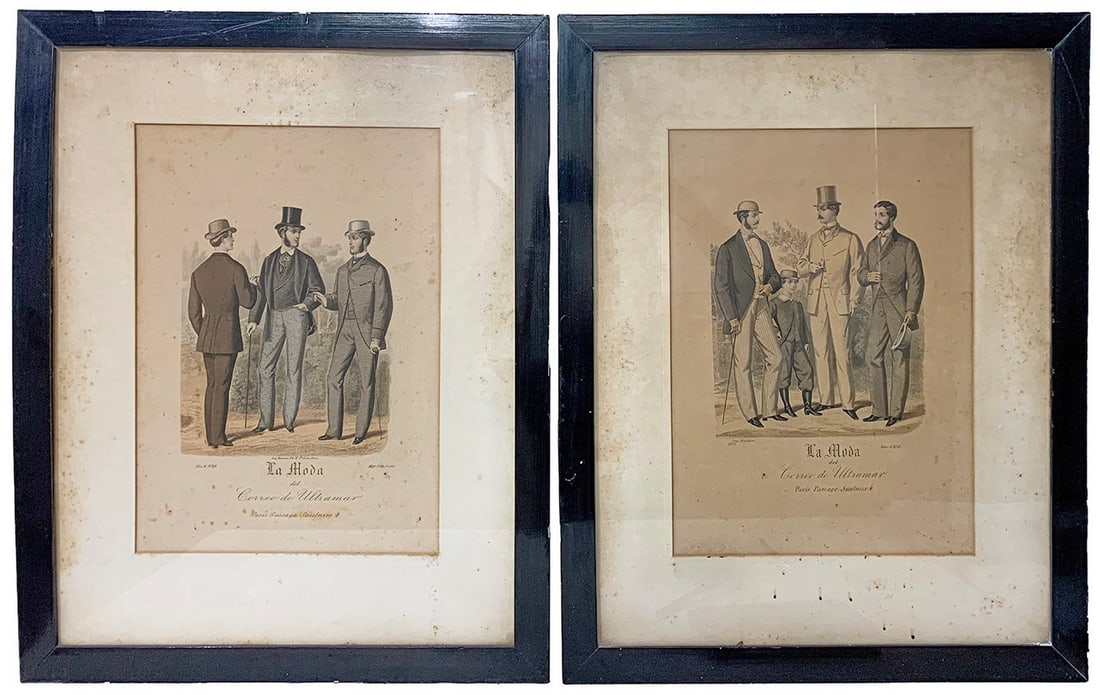 La Moda
del
Correo de Ultramar
Paris Passage Saulnier 4
La Moda
del
Correo de Ultramar
Paris Passage Saulnier 4